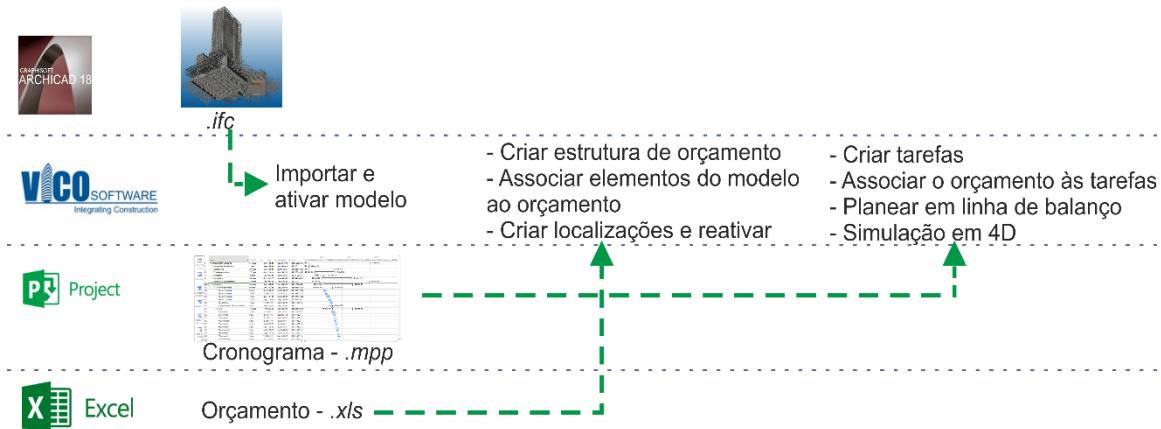 GRAPHISOFT
ARCHICAD 18
.ifc
VICO SOFTWARE
Integrating Construction
Importar e
ativar modelo
- Criar estrutura de orçamento
- Associar elementos do modelo
ao orçamento
- Criar localizações e reativar
- Criar tarefas
- Associar o orçamento às tarefas
- Planear em linha de balanço
- Simulação em 4D
P Project
Cronograma - .mpp
X Excel
Orçamento - .xls